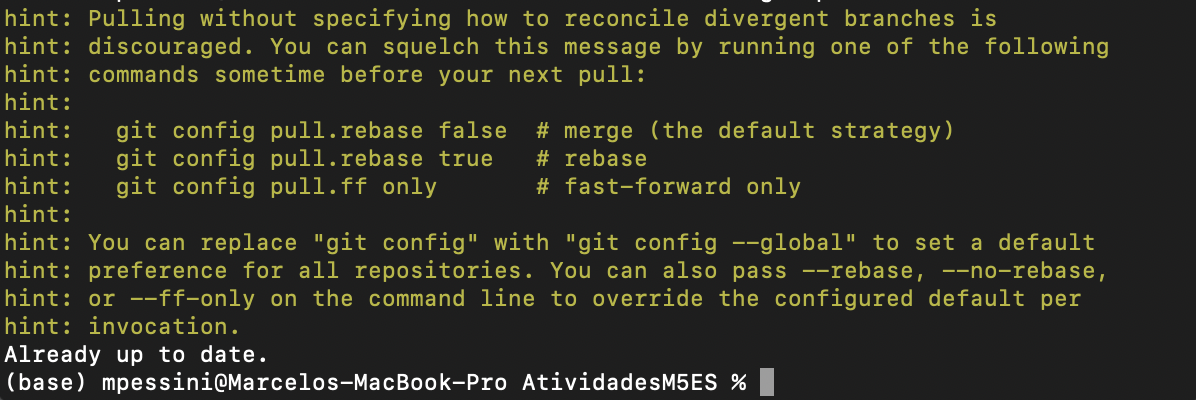 hint: Pulling without specifying how to reconcile divergent branches is
hint: discouraged. You can squelch this message by running one of the following
hint: commands sometime before your next pull:
hint:
hint:   git config pull.rebase false  # merge (the default strategy)
hint:   git config pull.rebase true   # rebase
hint:   git config pull.ff only       # fast-forward only
hint:
hint: You can replace "git config" with "git config --global" to set a default
hint: preference for all repositories. You can also pass --rebase, --no-rebase,
hint: or --ff-only on the command line to override the configured default per
hint: invocation.
Already up to date.
(base) mpessini@Marcelos-MacBook-Pro AtividadesM5ES %